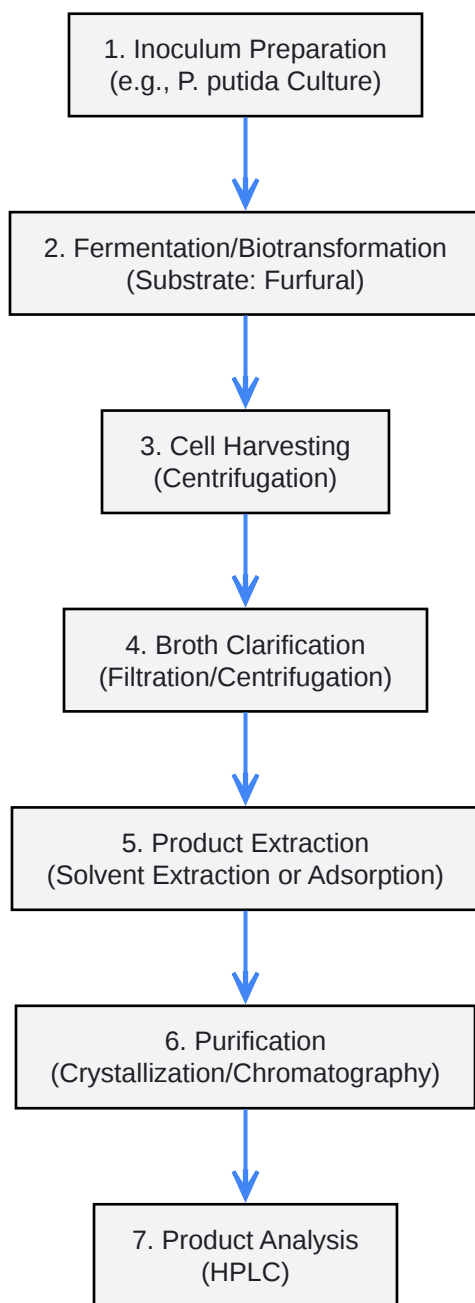 1. Inoculum Preparation
(e.g., P. putida Culture)
2. Fermentation/Biotransformation
(Substrate: Furfural)
3. Cell Harvesting
(Centrifugation)
4. Broth Clarification
(Filtration/Centrifugation)
5. Product Extraction
(Solvent Extraction or Adsorption)
6. Purification
(Crystallization/Chromatography)
7. Product Analysis
(HPLC)